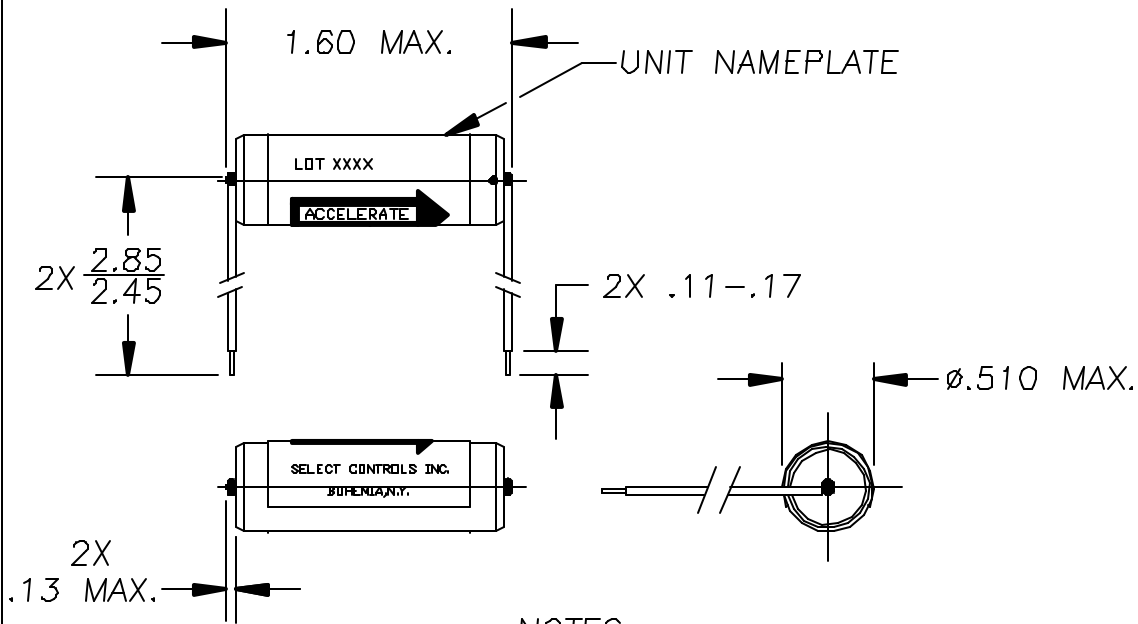 1.60 MAX.
UNIT NAMEPLATE
LOT XXXX
ACCELERATE
2X 2.85
2.45
2X .11-.17
Ø.510 MAX.
SELECT CONTROLS INC.
BOHEMIA,N.Y.
2X
.13 MAX.
NOTES